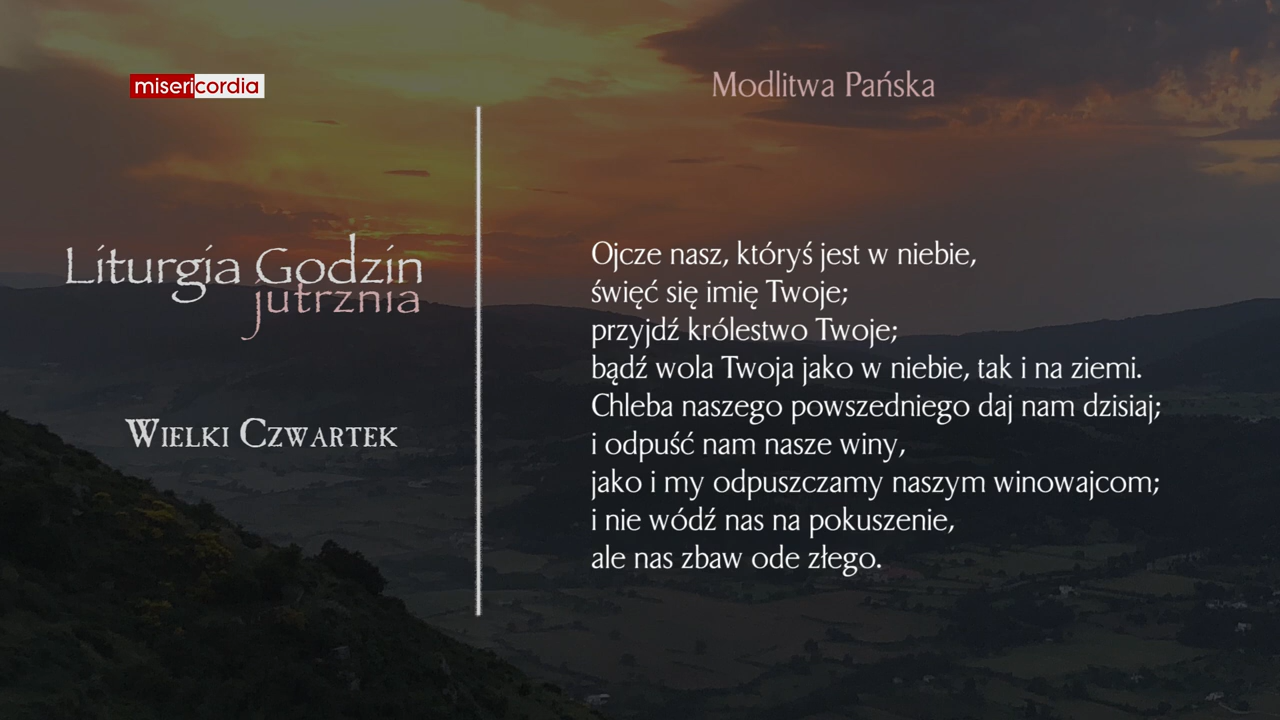 misericordia
Modlitwa Pańska
Liturgia Godzin
jutrznia
Wielki Czwartek
Ojcze nasz, któryś jest w niebie,
święć się imię Twoje;
przyjdź królestwo Twoje;
bądź wola Twoja jako w niebie, tak i na ziemi.
Chleba naszego powszedniego daj nam dzisiaj;
i odpuść nam nasze winy,
jako i my odpuszczamy naszym winowajcom;
i nie wódź nas na pokuszenie,
ale nas zbaw ode złego.